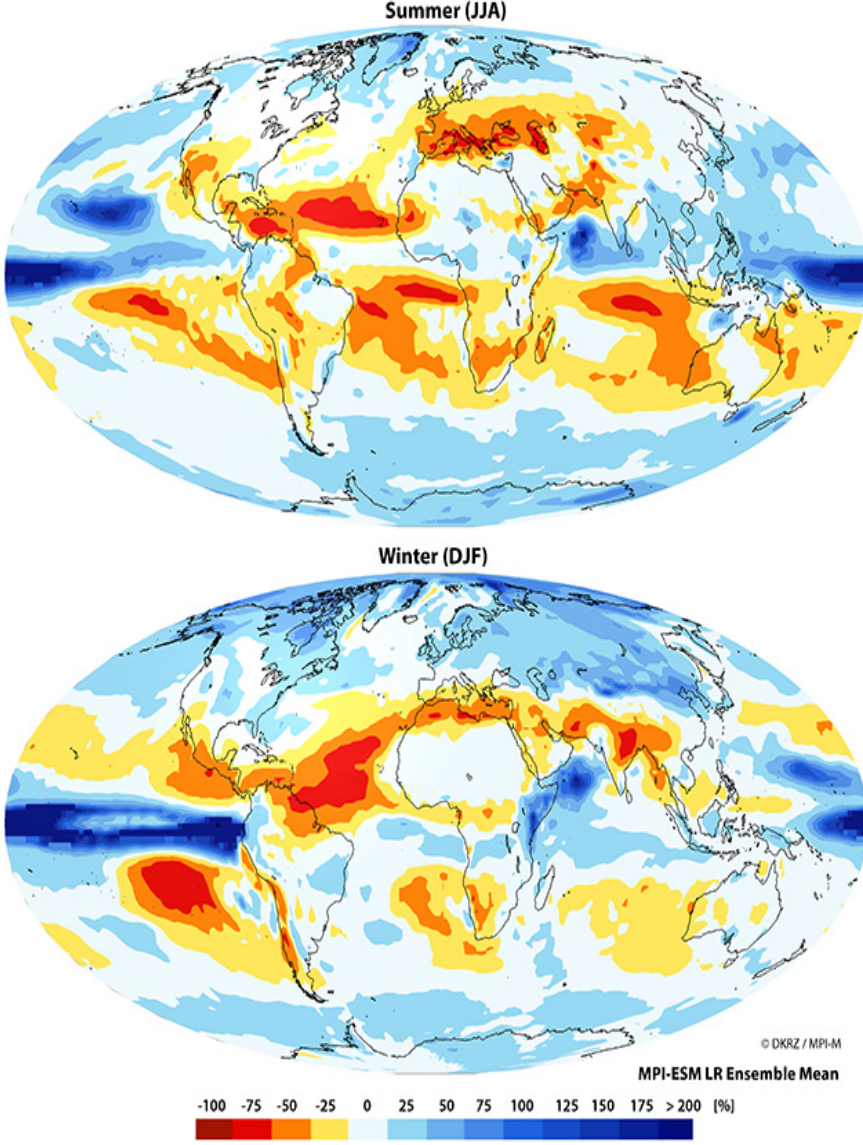 Summer (JJA)
Winter (DJF)
© DKRZ / MPI-M
MPI-ESM LR Ensemble Mean
-100 -75 -50 -25 0 25 75 100 125 150 175 > 200 [%]